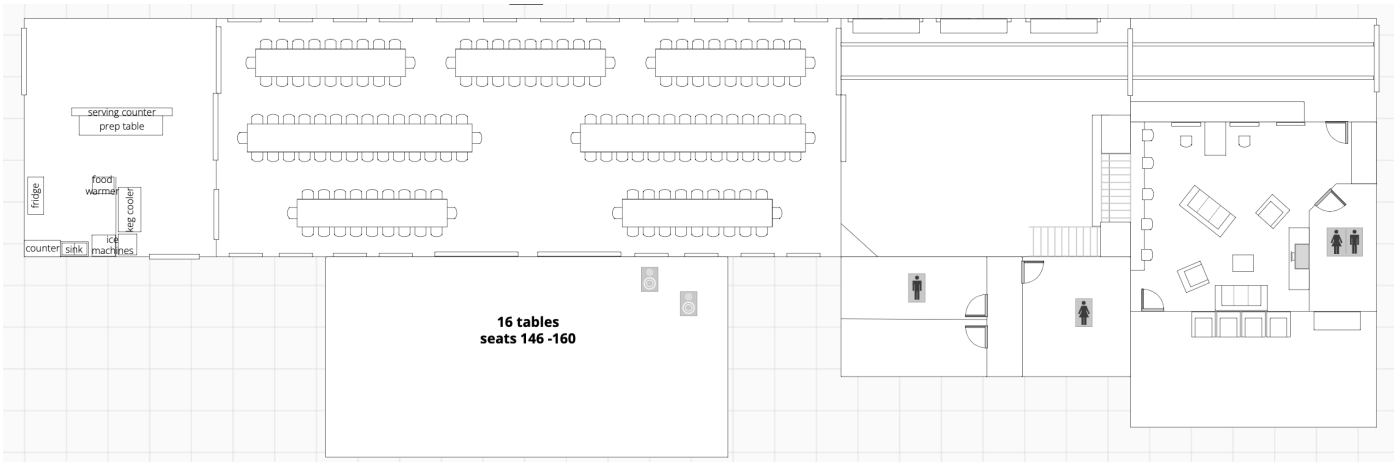 serving counter
prep table
food
warmer
fridge
keg cooler
ice
machines
counter
sink
16 tables
seats 146 -160